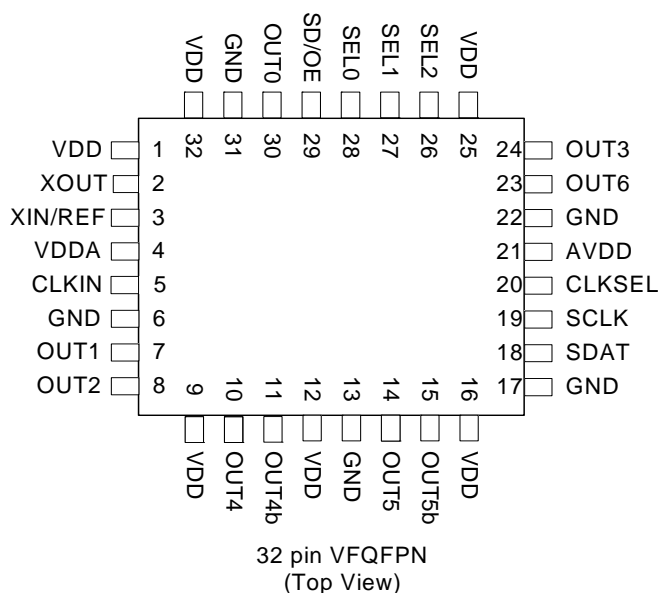 VDD
GND
OUT0
SD/OE
SEL0
SEL1
SEL2
VDD
32
31
30
29
28
27
26
25
VDD 1
XOUT 2
XIN/REF 3
VDDA 4
CLKIN 5
GND 6
OUT1 7
OUT2 8
24 OUT3
23 OUT6
22 GND
21 AVDD
20 CLKSEL
19 SCLK
18 SDAT
17 GND
9
10
11
12
13
14
15
16
VDD
OUT4
OUT4b
VDD
GND
OUT5
OUT5b
VDD
32 pin VFQFPN
(Top View)